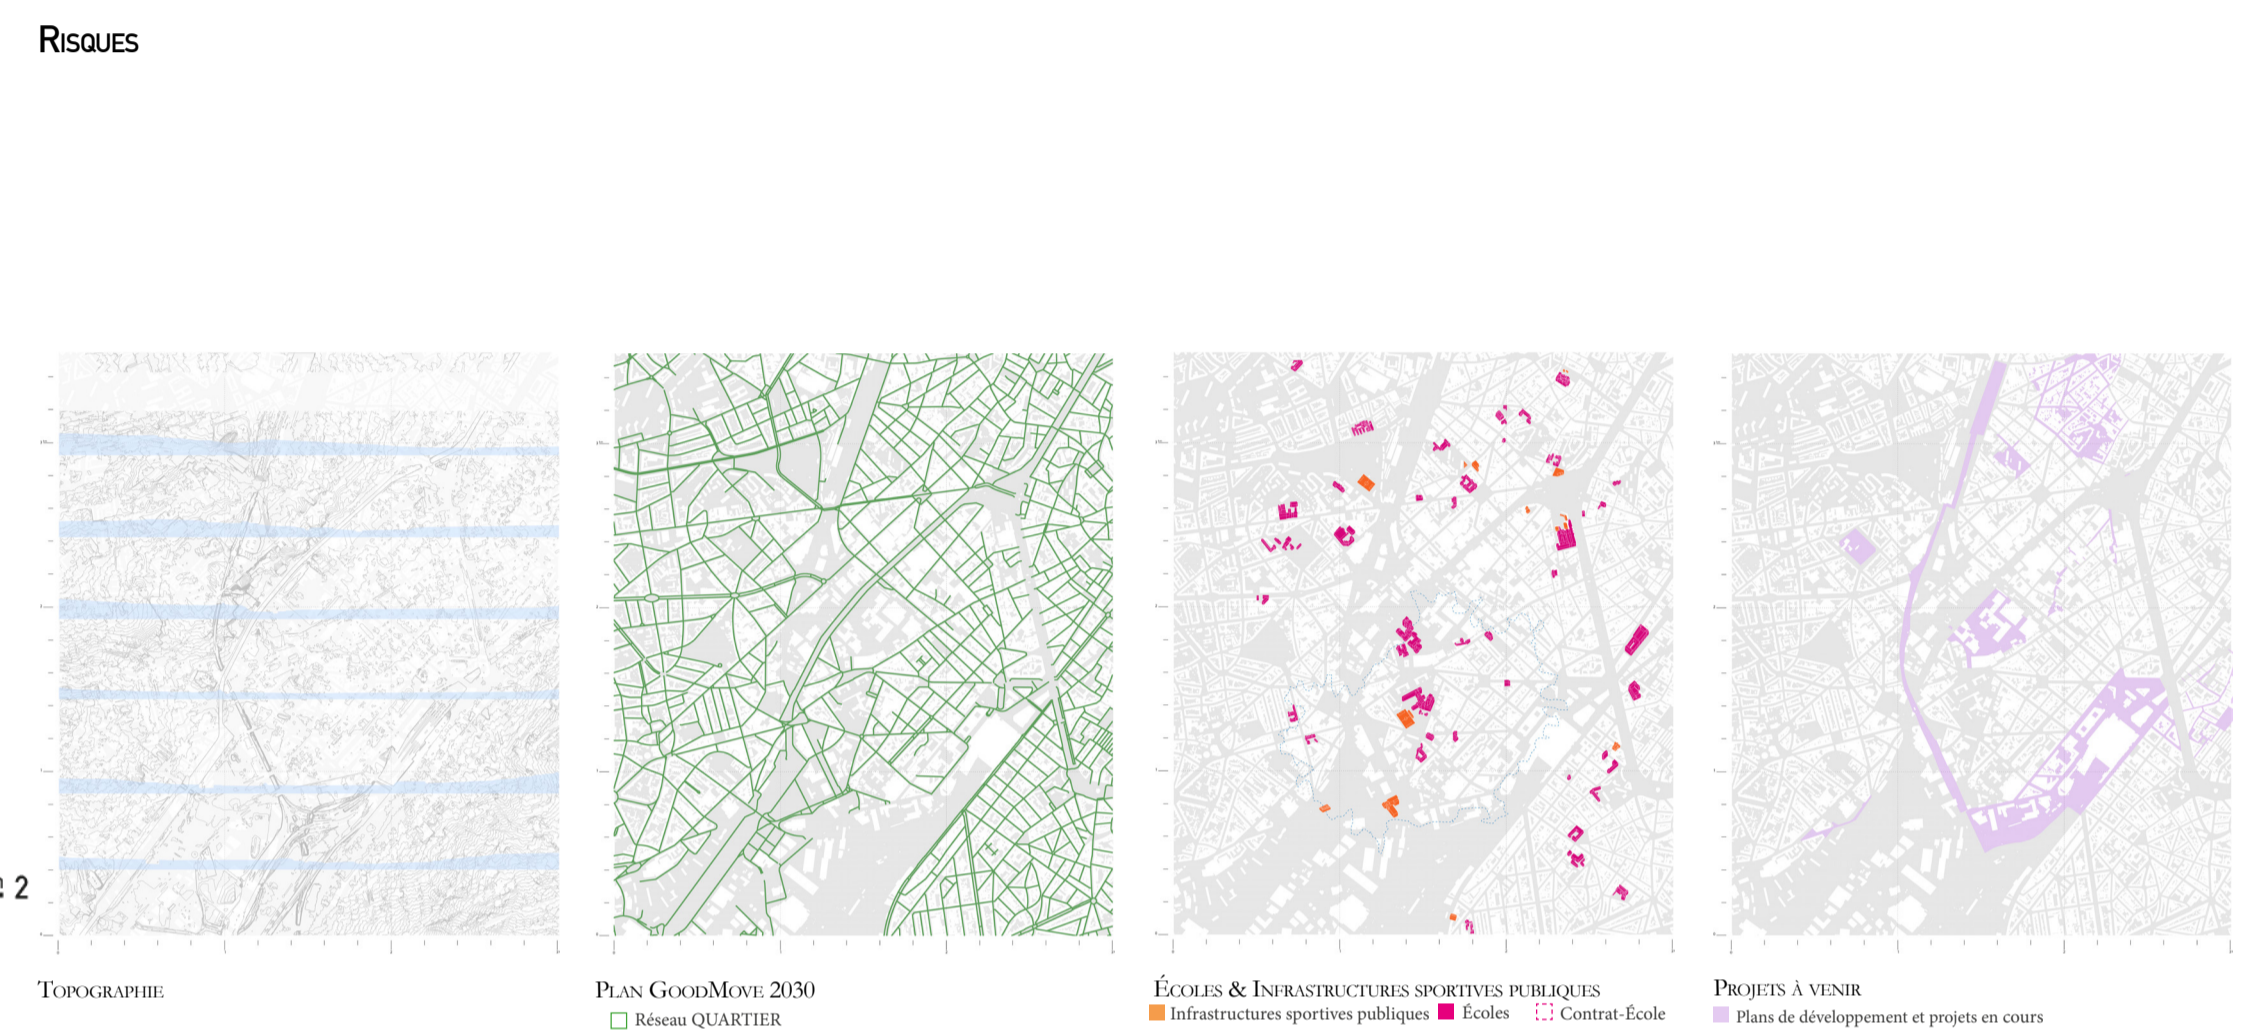 Risques
2
Topographie
Plan GoodMove 2030
Réseau QUARTIER
Écoles & Infrastructures sportives publiques
Infrastructures sportives publiques Écoles Contrat-École
Projets à venir
Plans de développement et projets en cours